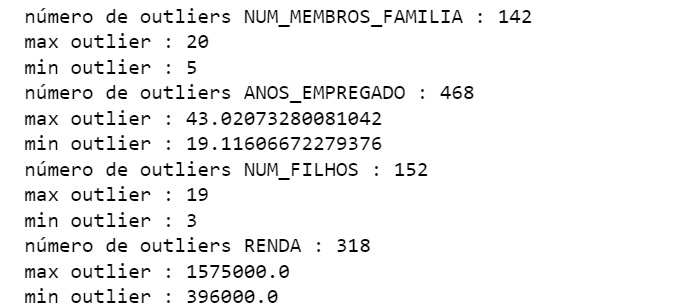 número de outliers NUM_MEMBROS_FAMILIA : 142
max outlier : 20
min outlier : 5
número de outliers ANOS_EMPREGADO : 468
max outlier : 43.02073280081042
min outlier : 19.11606672279376
número de outliers NUM_FILHOS : 152
max outlier : 19
min outlier : 3
número de outliers RENDA : 318
max outlier : 1575000.0
min outlier : 396000.0